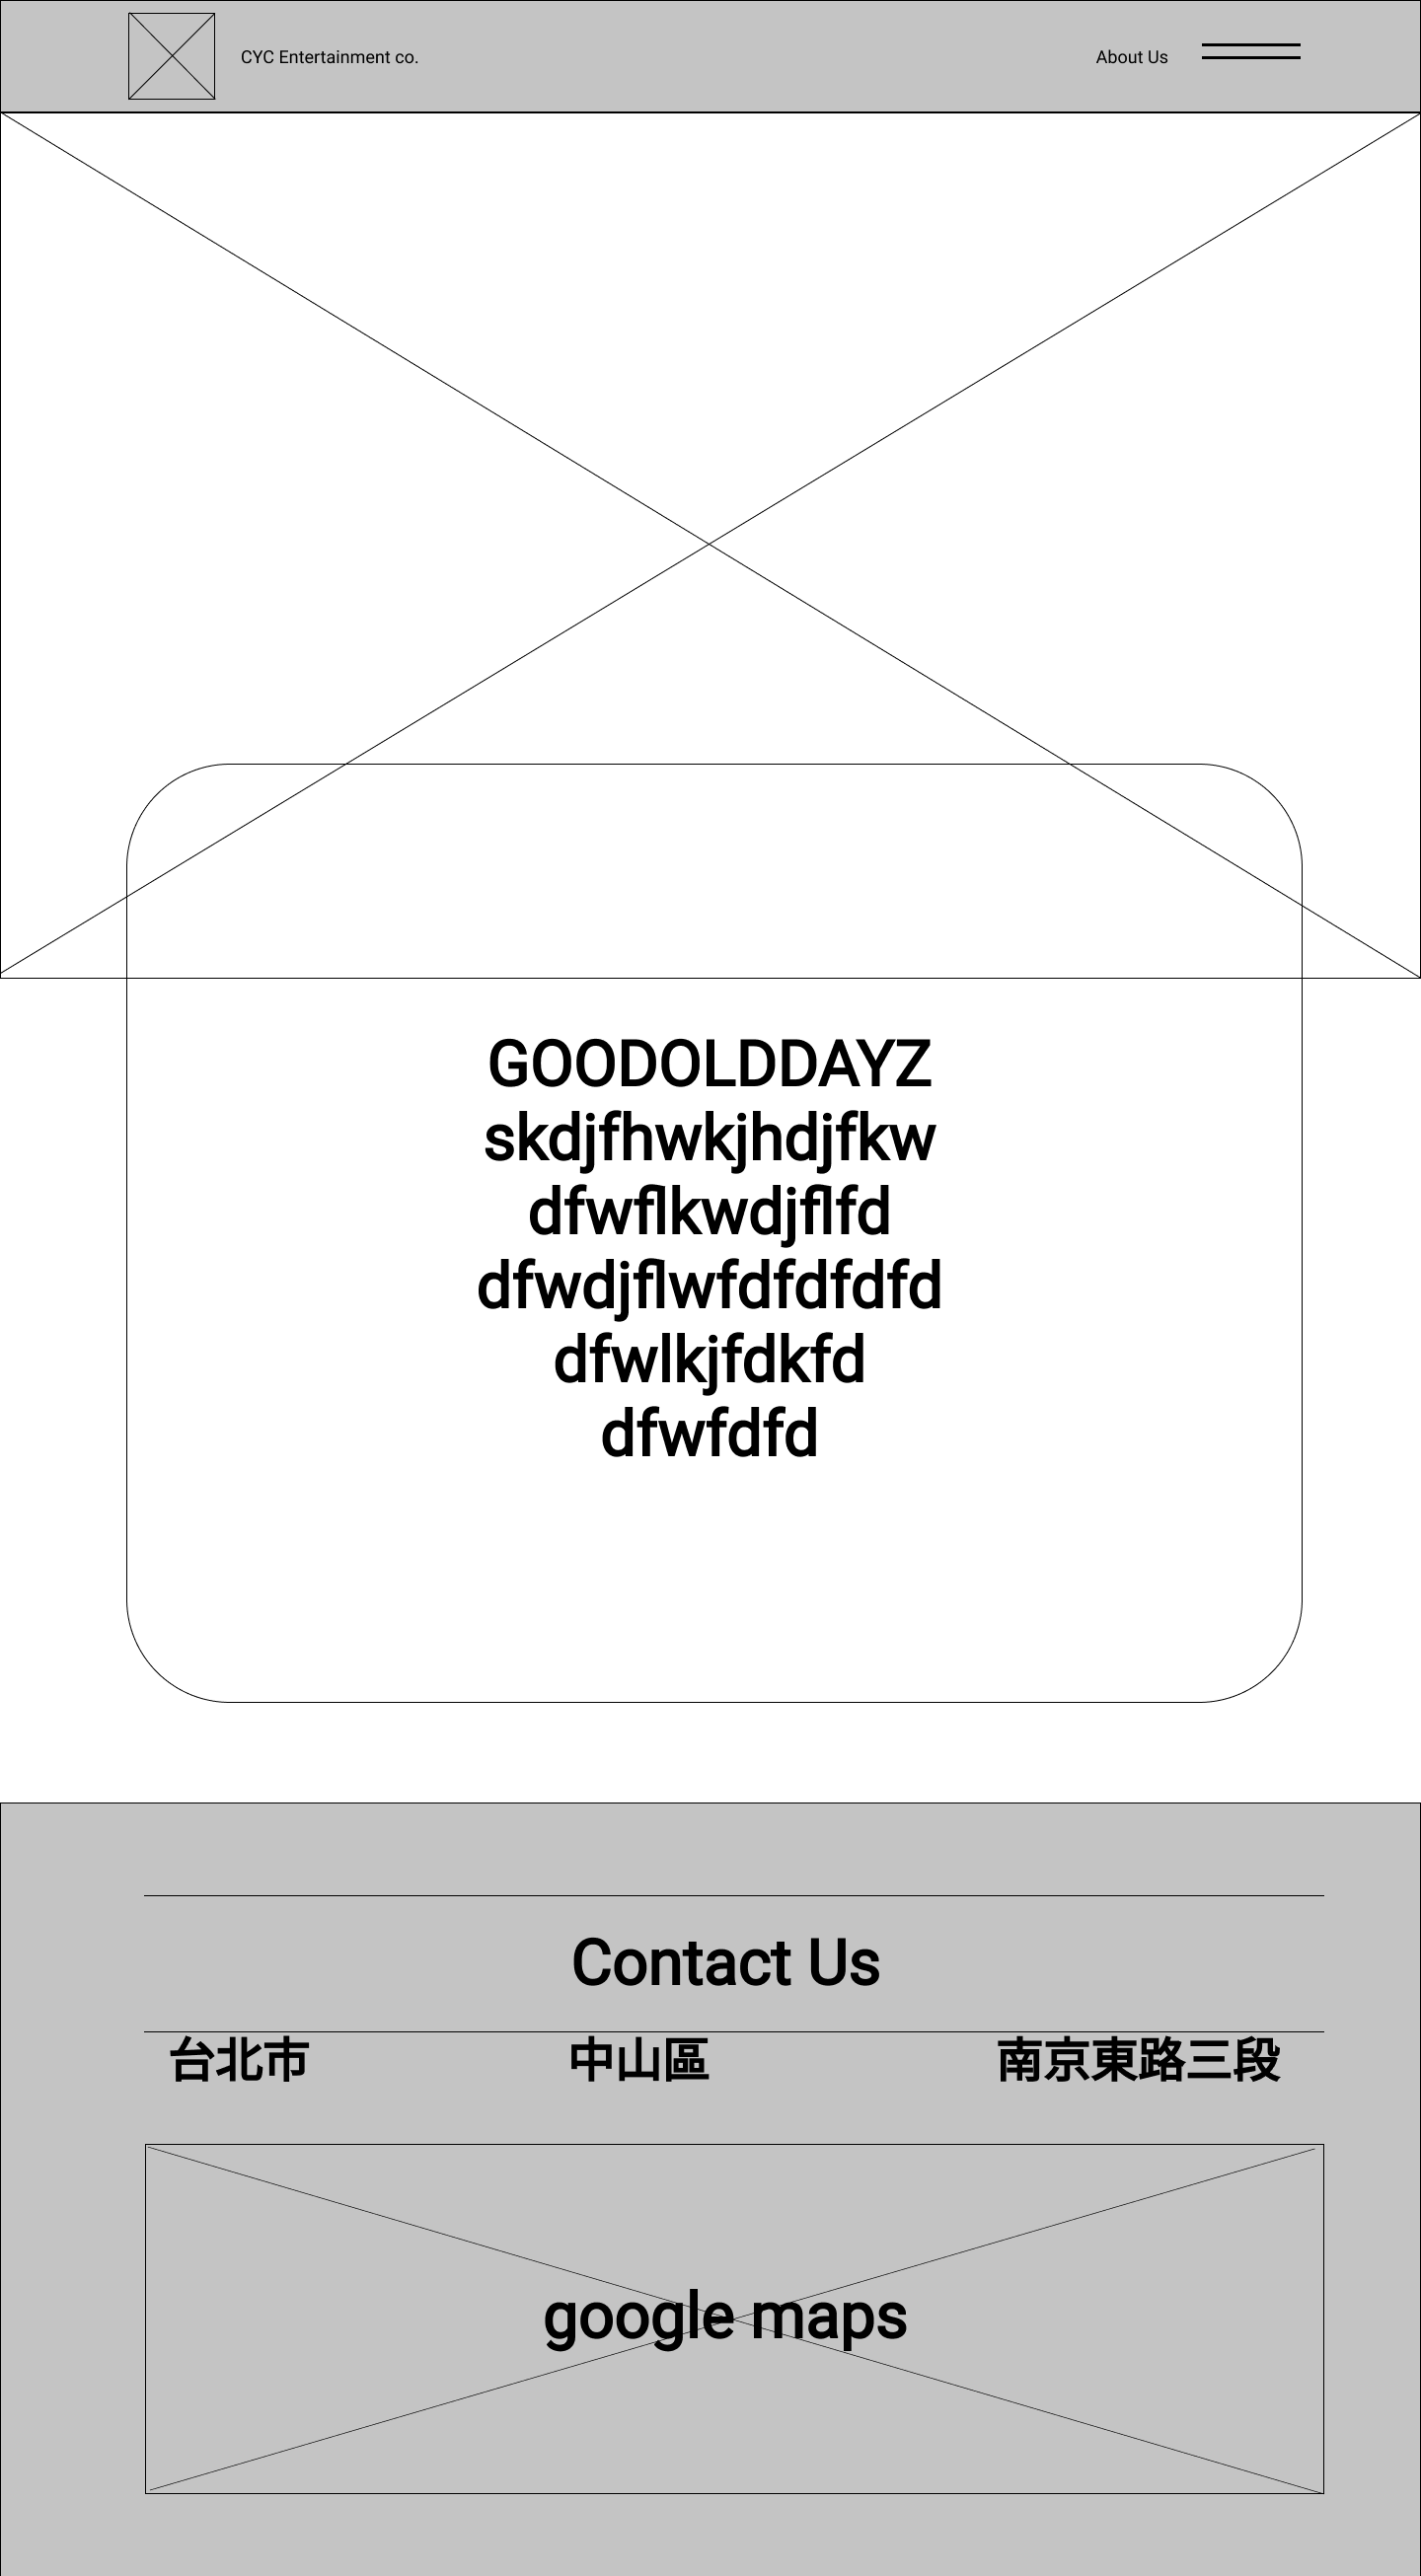 CYC Entertainment co.
About Us
GOODOLDDAYZ
skdjfhwkjhdjfkw
dfwflkwdjflfd
dfwdjflwfdfdfdfd
dfwlkjfdkfd
dfwfdfd
Contact Us
台北市 中山區 南京東路三段
google maps